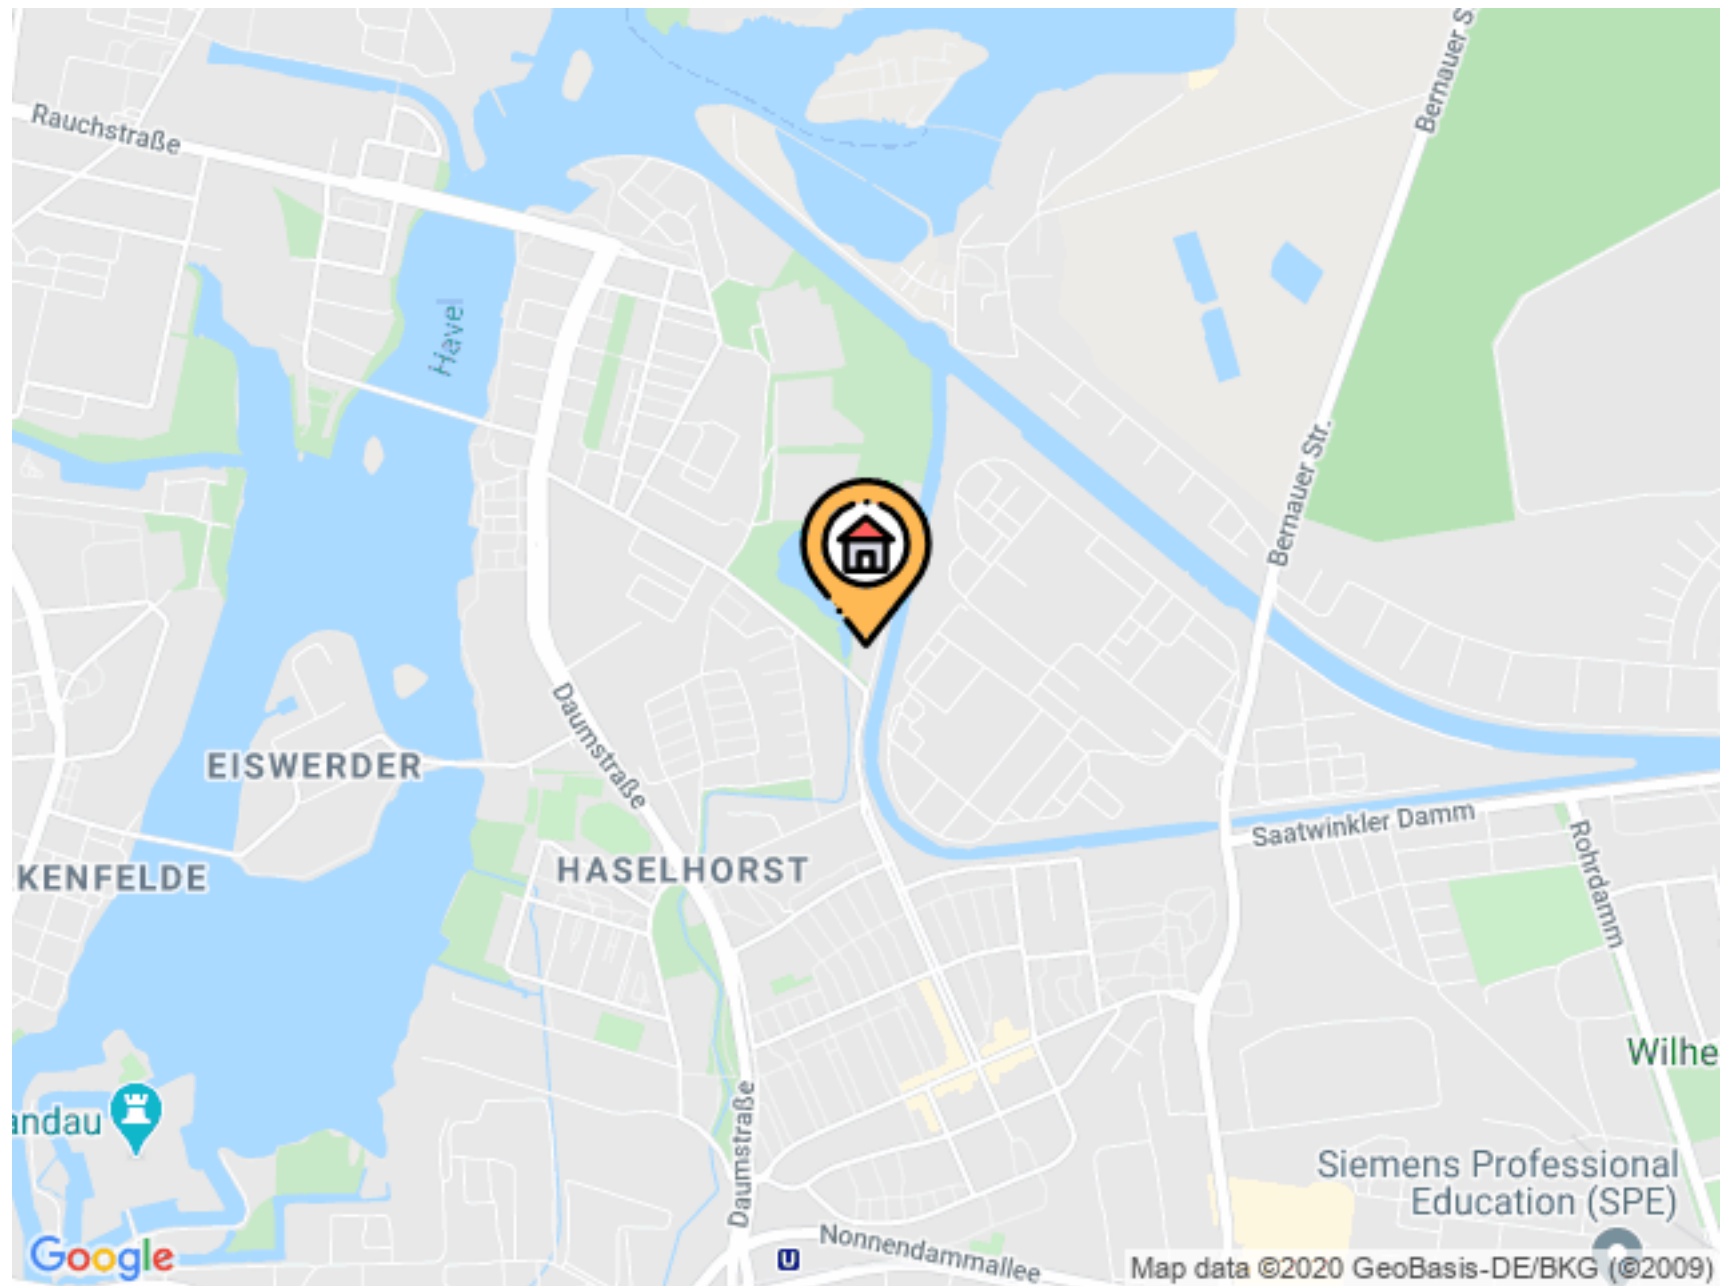 Bernauer S
Rauchstraße
Havel
Bernauer Str.
Daumstraße
EISWERDER
Saatwinkler Damm
Rohrdamm
HASELHORST
KENFELDE
Wilhe
andau
Daumstraße
Siemens Professional
Education (SPE)
U
Nonnendammallee
Google
Map data ©2020 GeoBasis-DE/BKG (©2009)